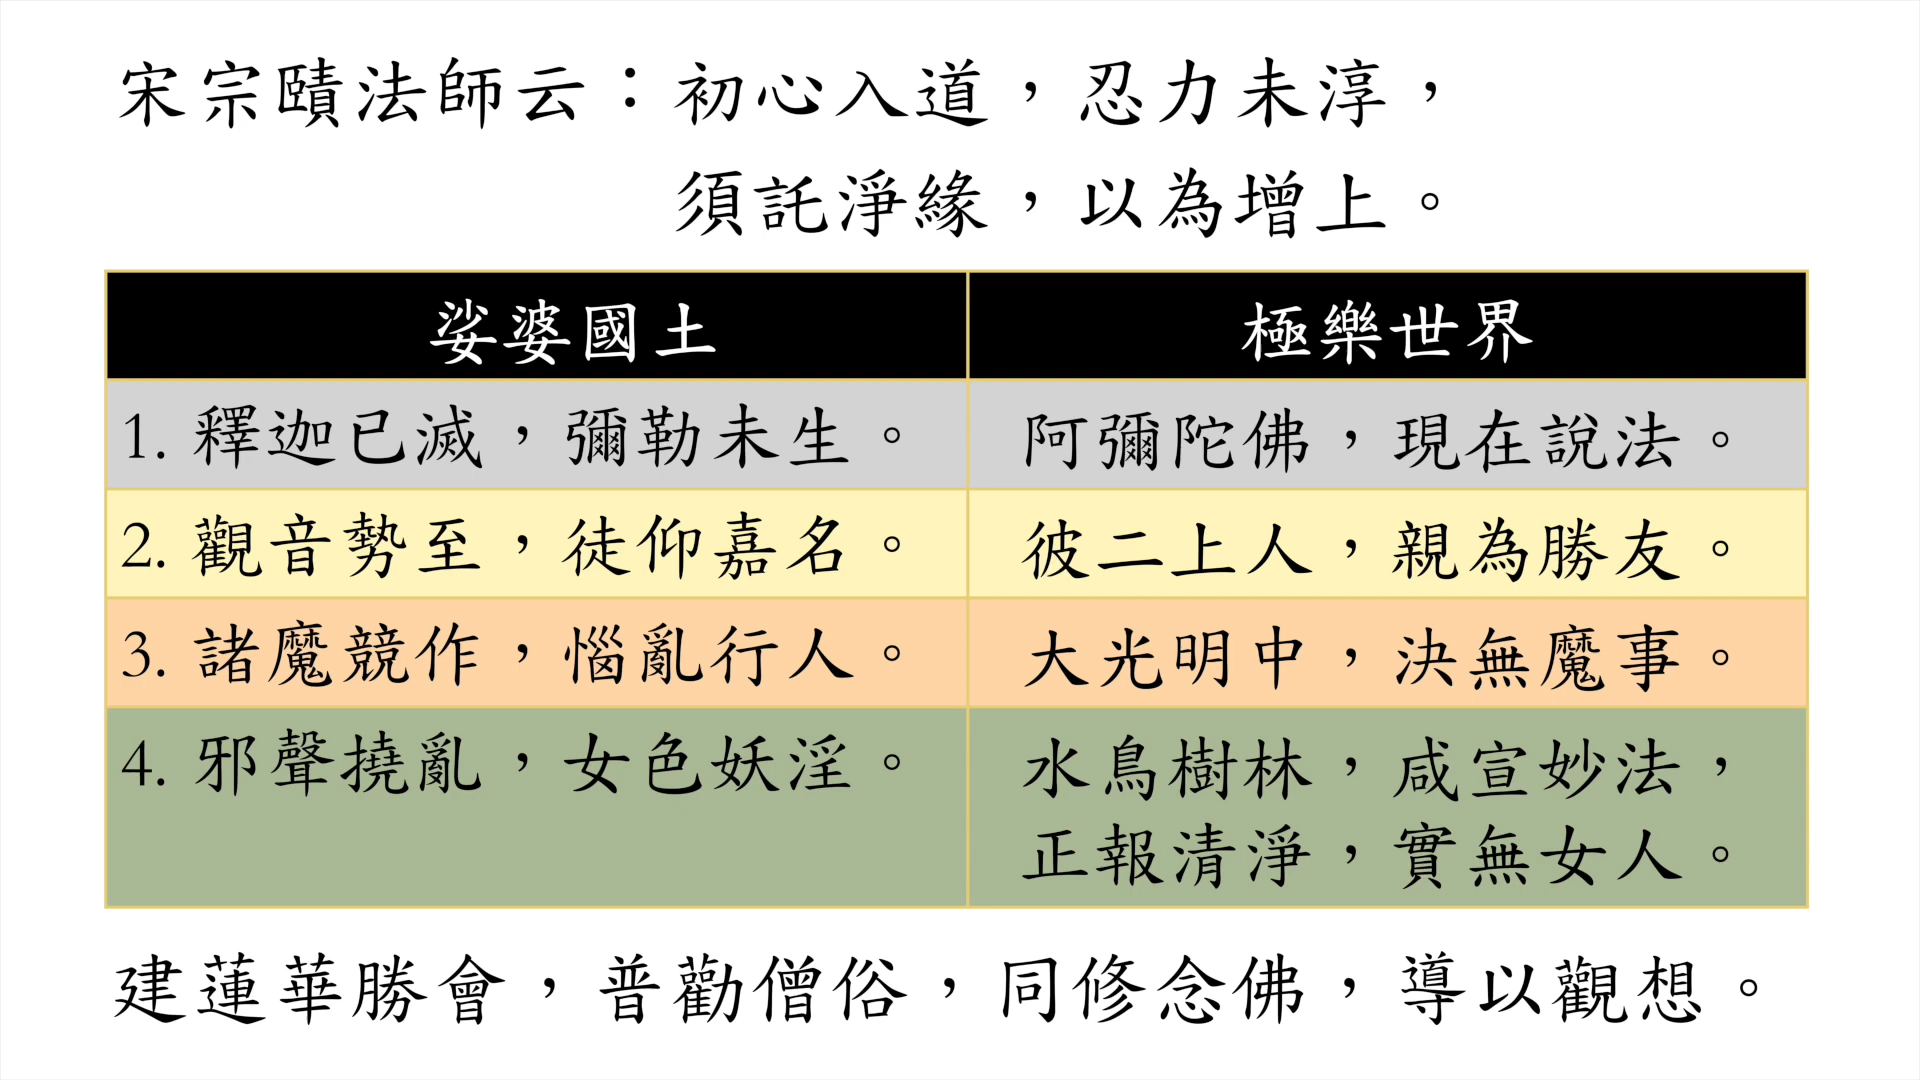 宋宗賾法師云：初心入道，忍力未淳，
須託淨緣，以為增上。
娑婆國土 極樂世界
1. 釋迦已滅，彌勒未生。 阿彌陀佛，現在說法。
2. 觀音勢至，徒仰嘉名。 彼二上人，親為勝友。
3. 諸魔競作，惱亂行人。 大光明中，決無魔事。
4. 邪聲撓亂，女色妖淫。 水鳥樹林，咸宣妙法，
正報清淨，實無女人。
建蓮華勝會，普勸僧俗，同修念佛，導以觀想。